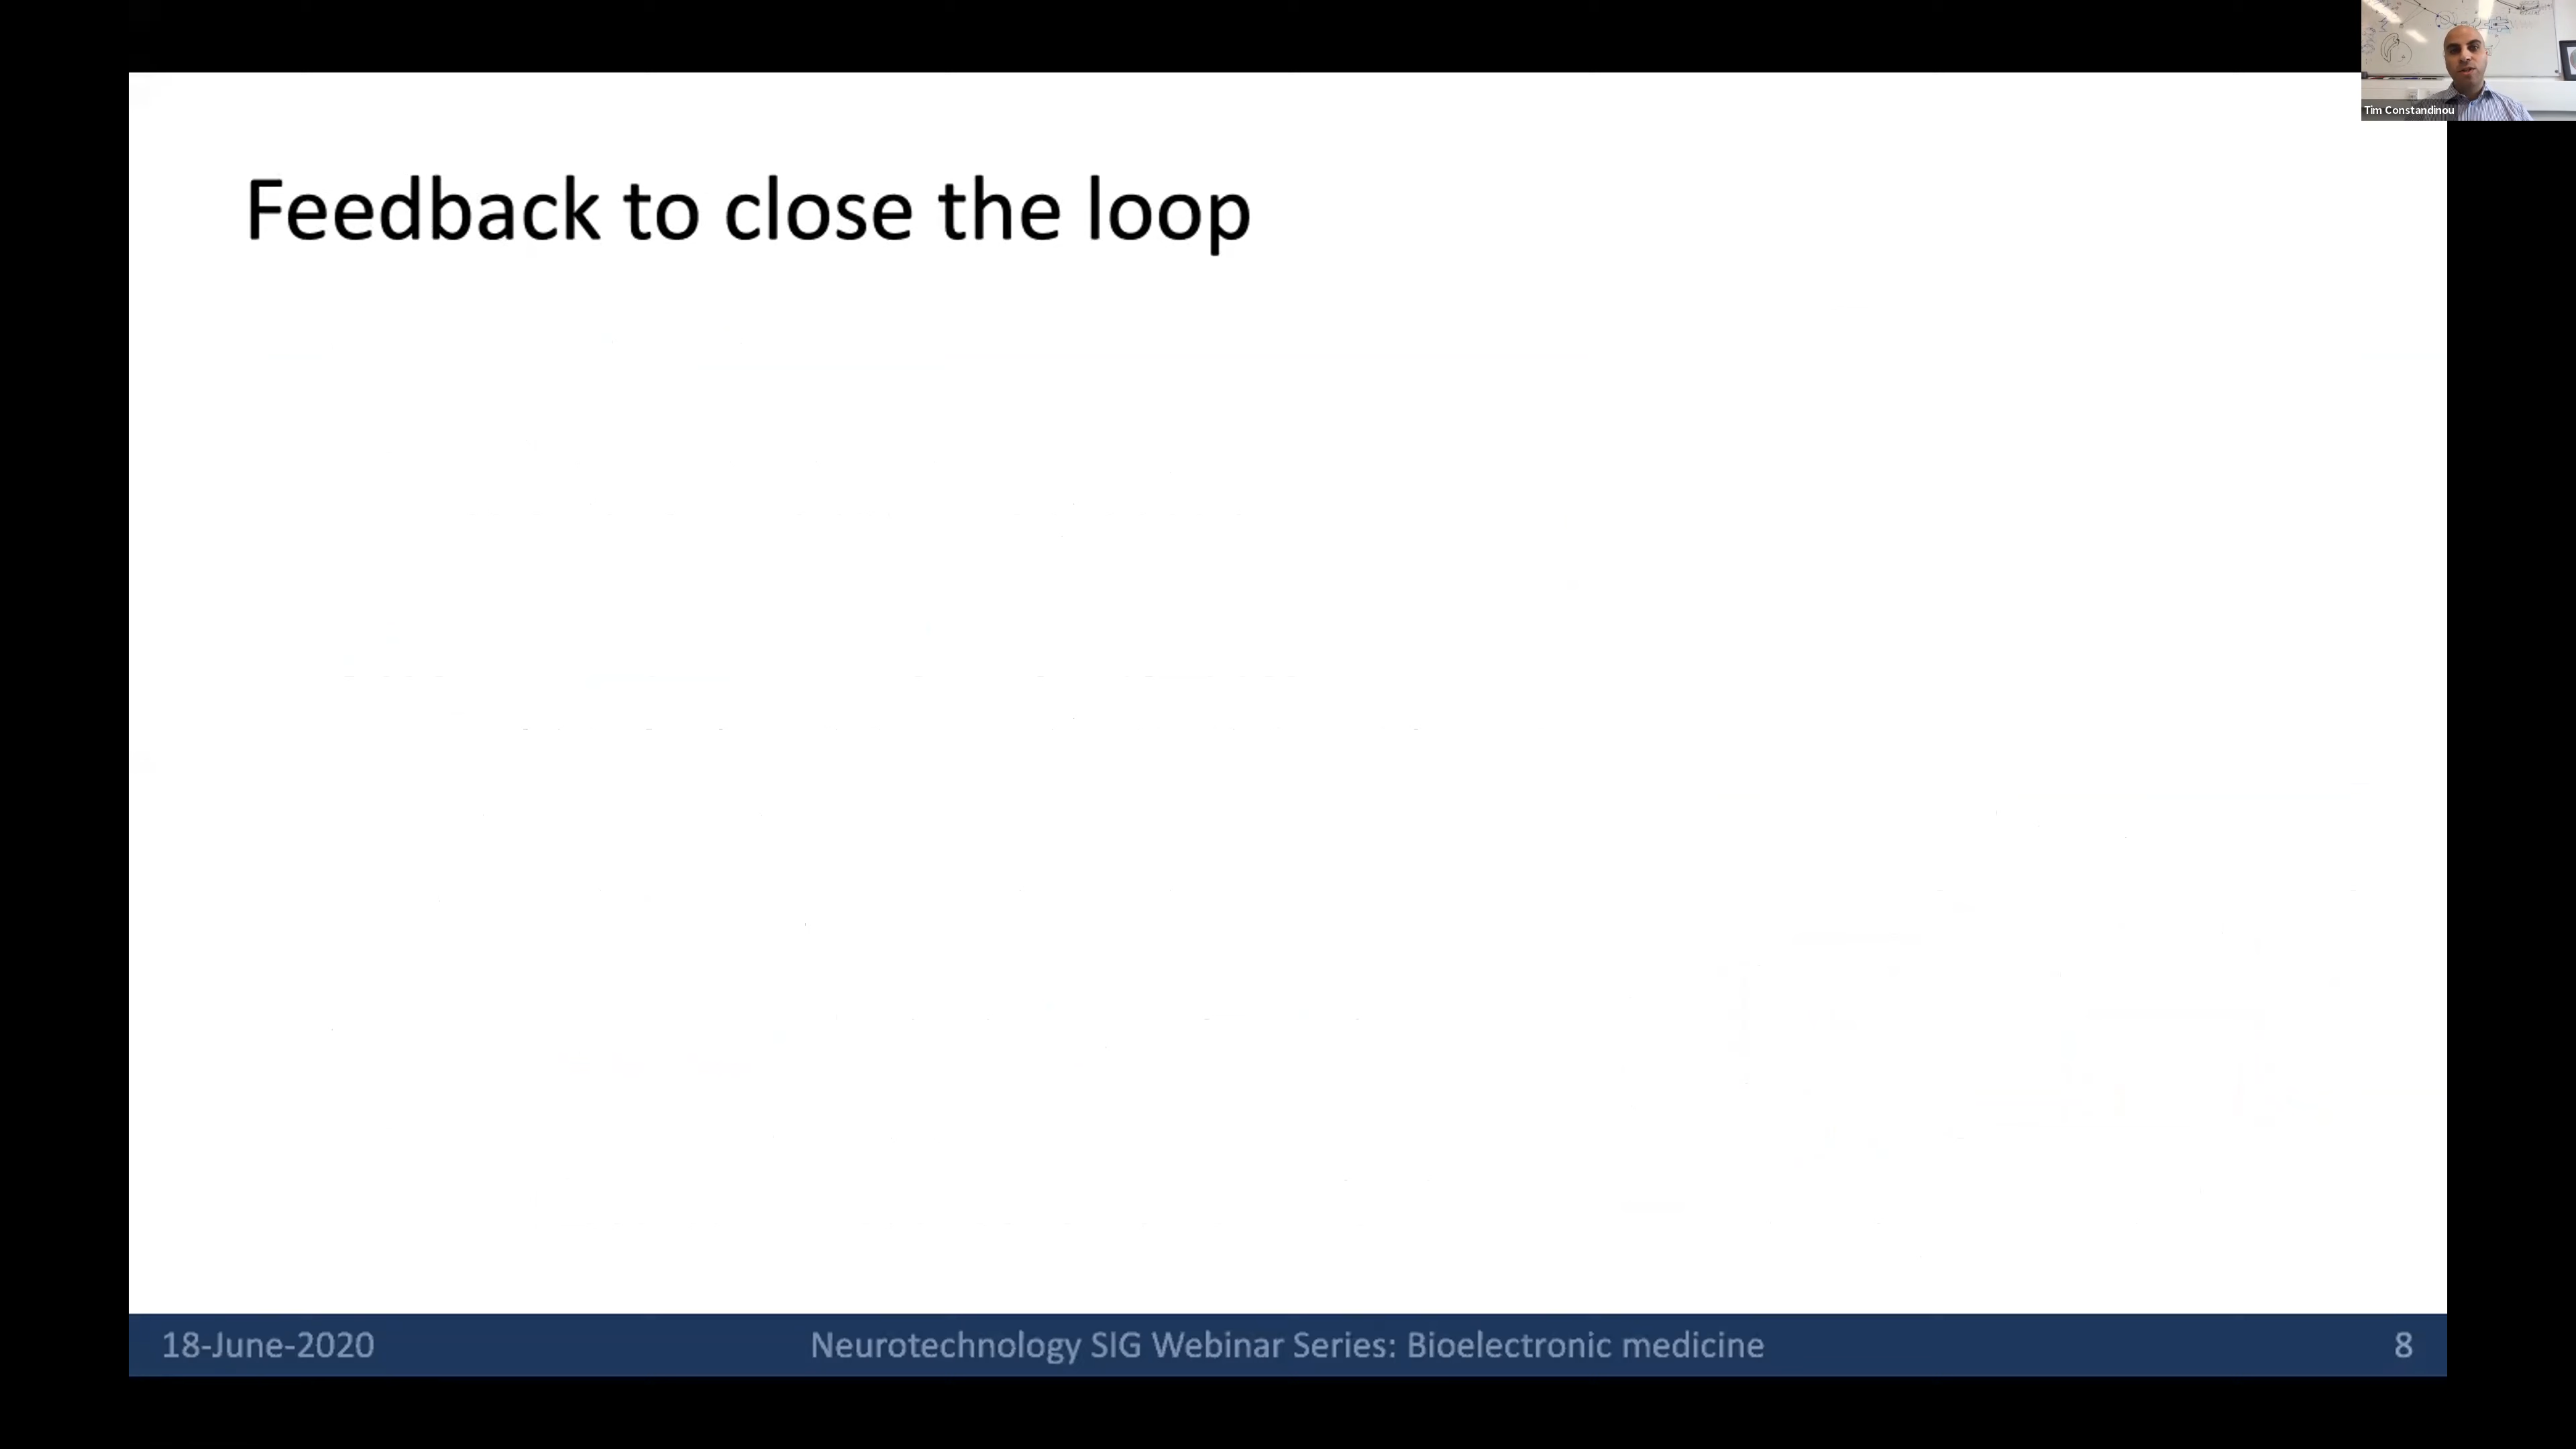 Tim Constandinou
Feedback to close the loop
18-June-2020
Neurotechnology SIG Webinar Series: Bioelectronic medicine
8